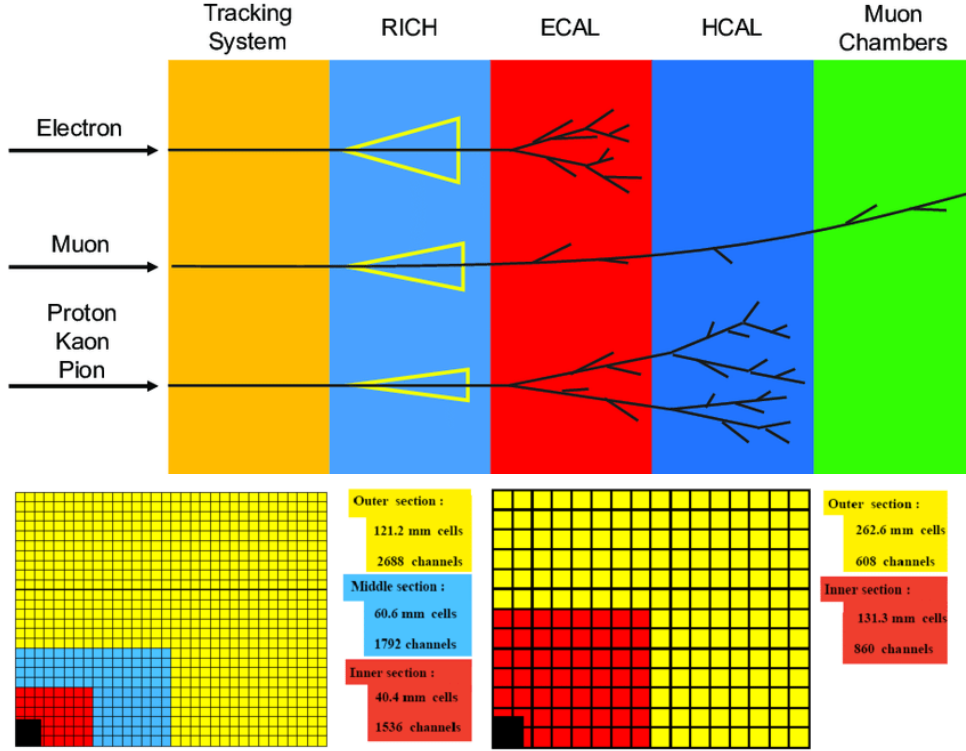 Tracking System
RICH
ECAL
HCAL
Muon Chambers
Electron
Muon
Proton
Kaon
Pion
Outer section :
121.2 mm cells
2688 channels
Middle section :
60.6 mm cells
1792 channels
Inner section :
40.4 mm cells
1536 channels
Outer section :
262.6 mm cells
608 channels
Inner section :
131.3 mm cells
860 channels